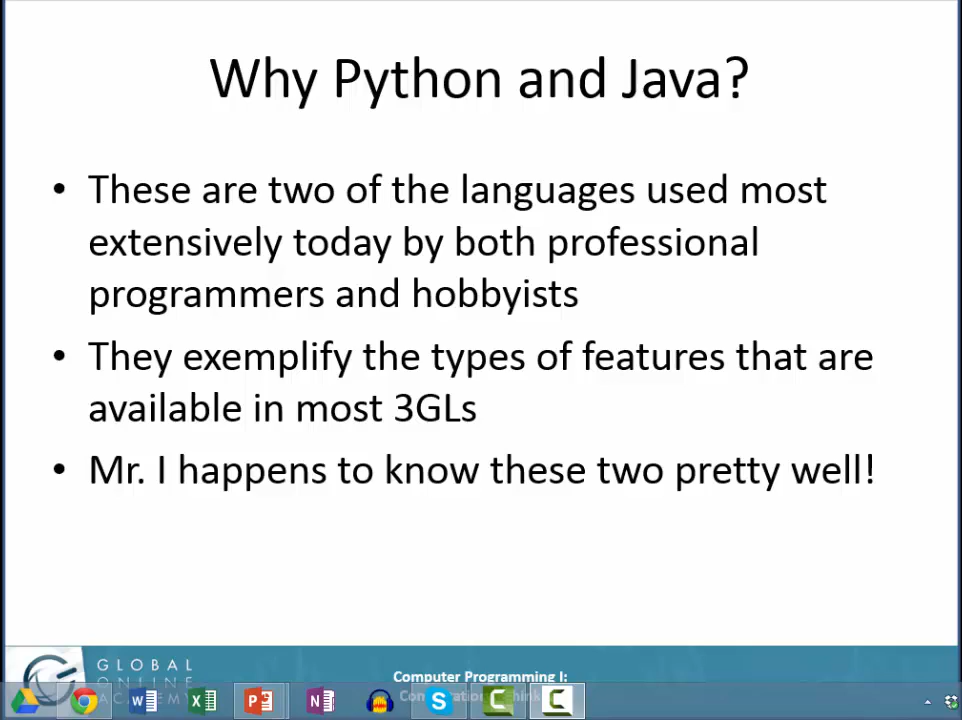 Why Python and Java?
• These are two of the languages used most
extensively today by both professional
programmers and hobbyists
• They exemplify the types of features that are
available in most 3GLs
• Mr. I happens to know these two pretty well!
GLOBAL
ONLINE
ACADEMY
Computer Programming I: